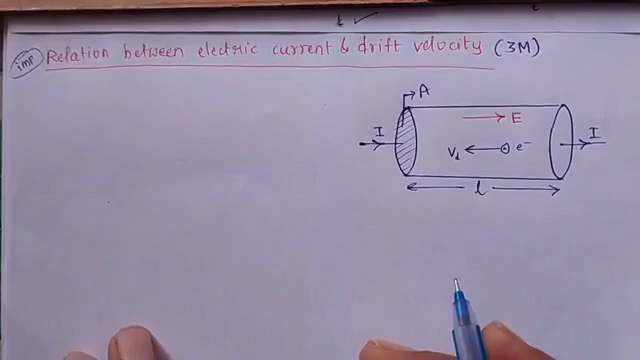 imp Relation between electric current & drift velocity (3M)
A
E
I
I
Vd
e-
l